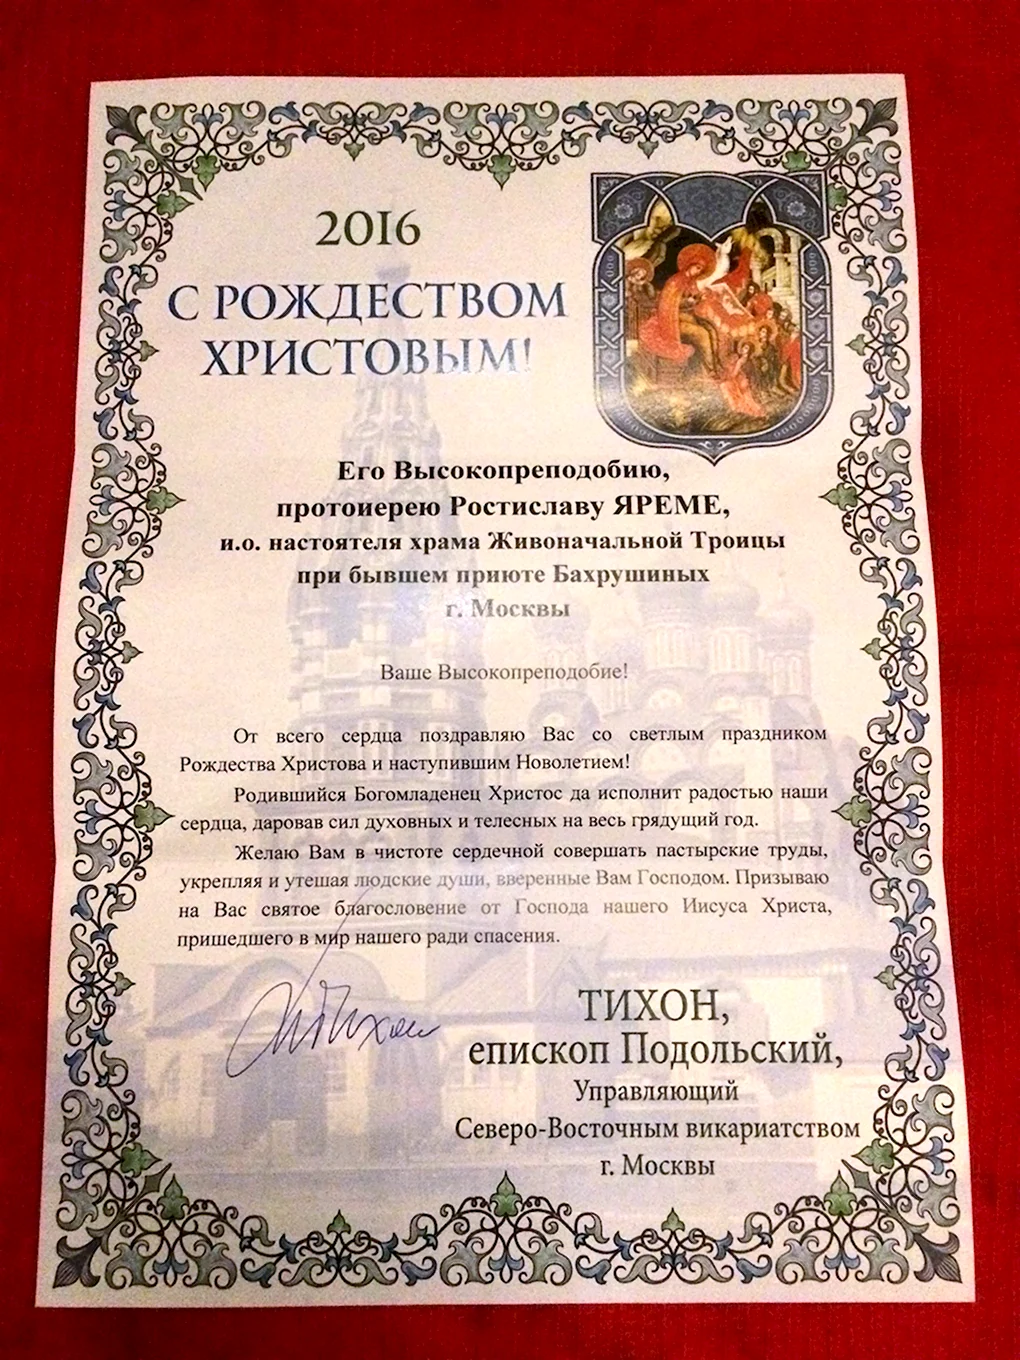 2016
С РОЖДЕСТВОМ
ХРИСТОВЫМ!
Его Высокопреподобию,
протоиерею Ростиславу ЯРЕМЕ,
и.о. настоятеля храма Живоначальной Троицы
при бывшем приюте Бахрушиных
г. Москвы
Ваше Высокопреподобие!
От всего сердца поздравляю Вас со светлым праздником
Рождества Христова и наступившим Новолетием!
Родившийся Богомладенец Христос да исполнит радостью наши
сердца, даровав сил духовных и телесных на весь грядущий год.
Желаю Вам в чистоте сердечной совершать пастырские труды,
укрепляя и утешая людские души, вверенные Вам Господом. Призываю
на Вас святое благословение от Господа нашего Иисуса Христа,
пришедшего в мир нашего ради спасения.
ТИХОН,
епископ Подольский,
Управляющий
Северо-Восточным викариатством
г. Москвы